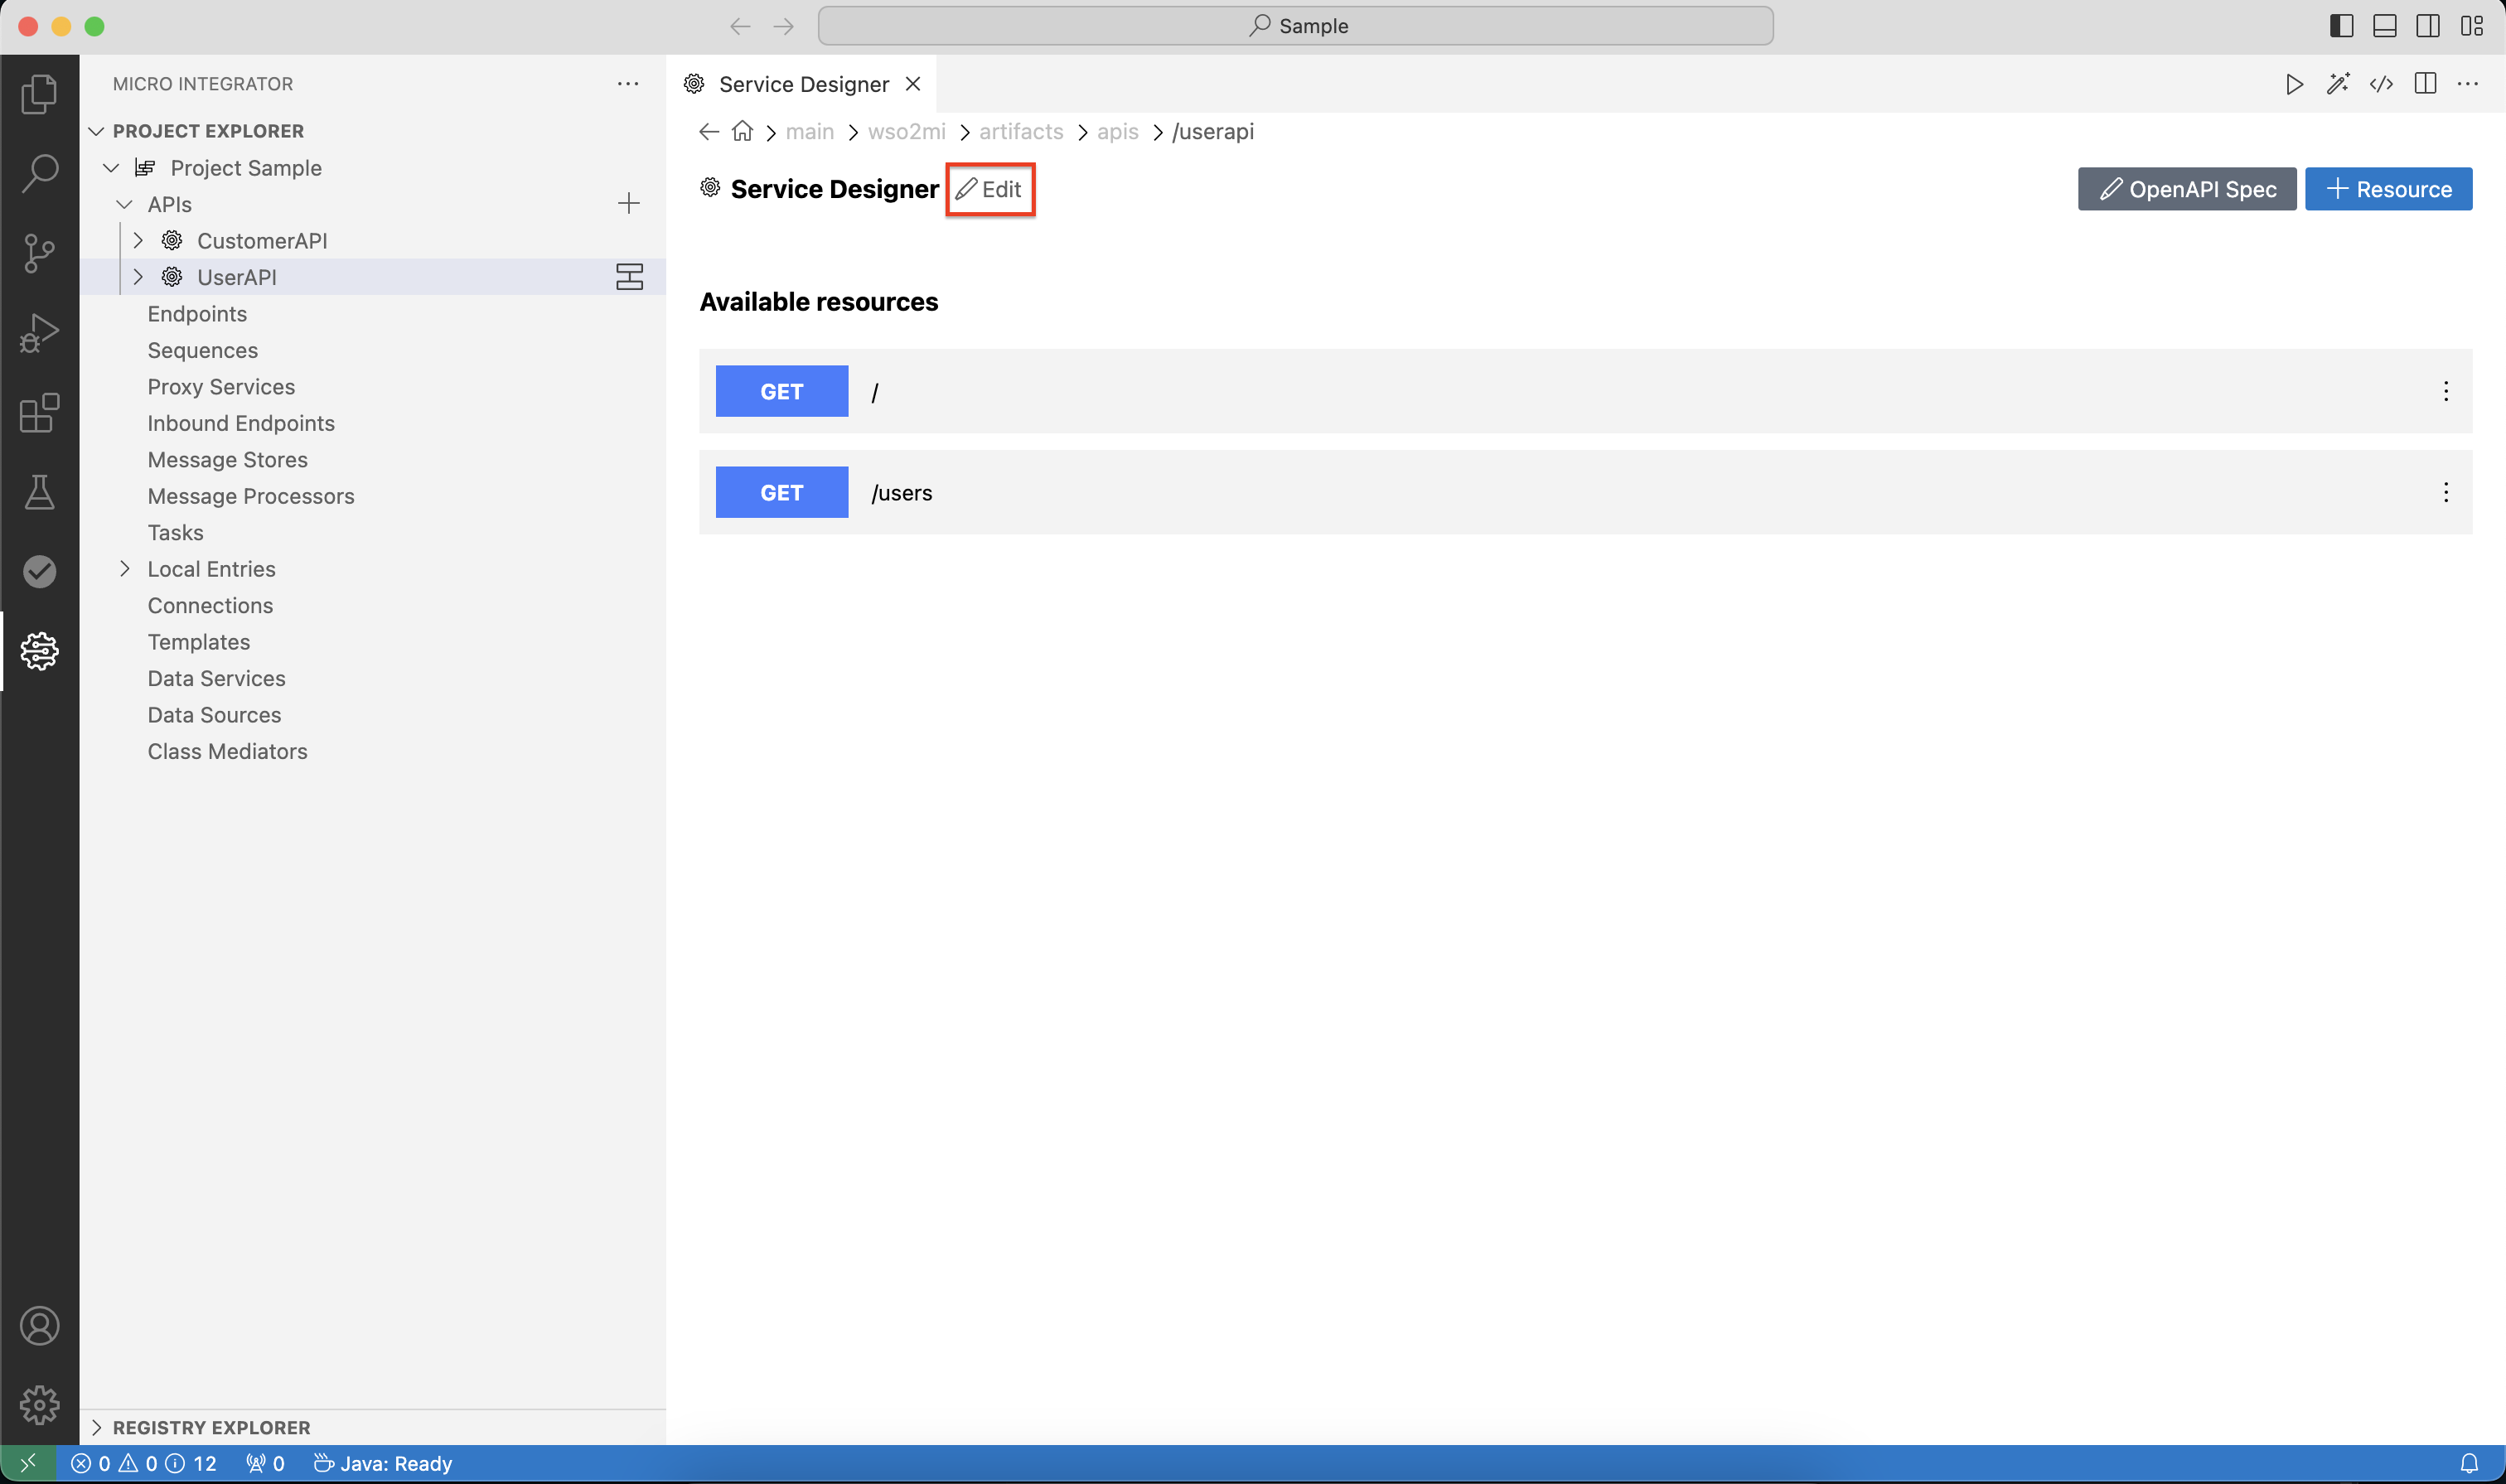 Sample
MICRO INTEGRATOR
PROJECT EXPLORER
Project Sample
APIs
CustomerAPI
UserAPI
Endpoints
Sequences
Proxy Services
Inbound Endpoints
Message Stores
Message Processors
Tasks
Local Entries
Connections
Templates
Data Services
Data Sources
Class Mediators
REGISTRY EXPLORER
Service Designer
main > wso2mi > artifacts > apis > /userapi
Service Designer Edit
OpenAPI Spec
Resource
Available resources
GET /
GET /users
0 0 12 0 Java: Ready